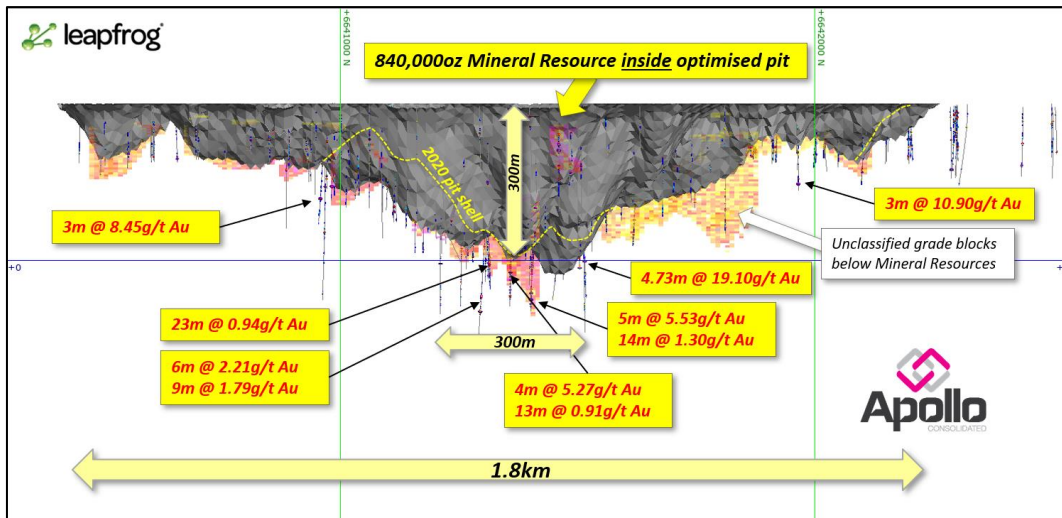 leapfrog®
+6641000 N
+6642000 N
840,000oz Mineral Resource inside optimised pit
300m
2020 pit shell
3m @ 8.45g/t Au
3m @ 10.90g/t Au
Unclassified grade blocks
below Mineral Resources
+0
4.73m @ 19.10g/t Au
23m @ 0.94g/t Au
5m @ 5.53g/t Au
14m @ 1.30g/t Au
300m
6m @ 2.21g/t Au
9m @ 1.79g/t Au
4m @ 5.27g/t Au
13m @ 0.91g/t Au
Apollo
CONSOLIDATED
1.8km